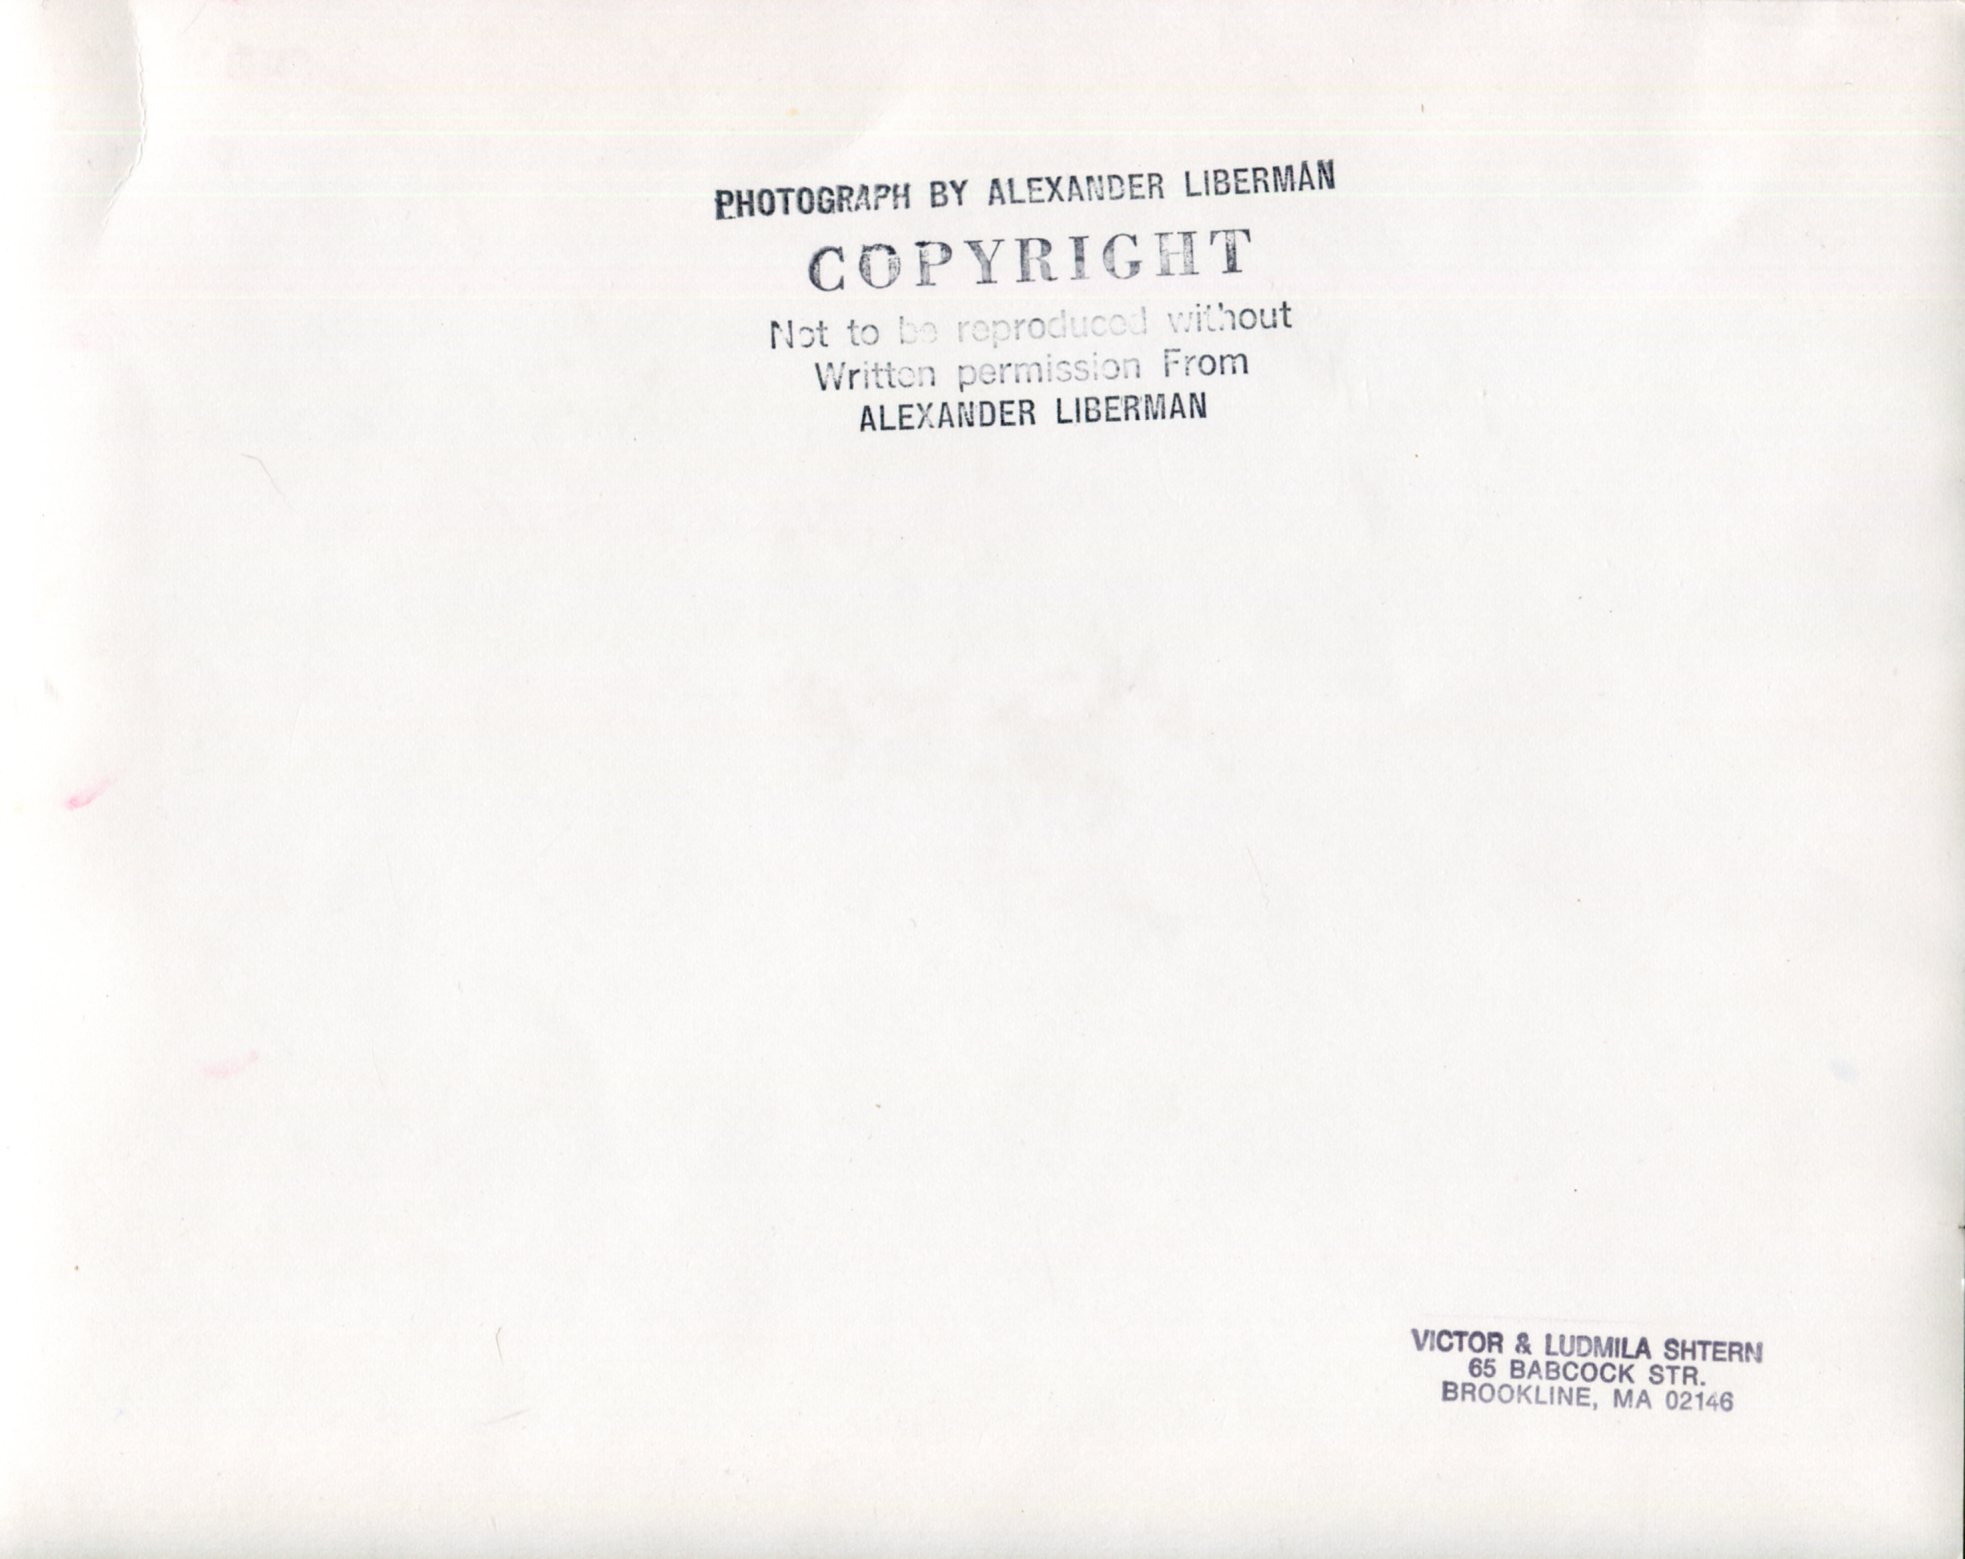 PHOTOGRAPH BY ALEXANDER LIBERMAN
COPYRIGHT
Not to be reproduced without
Written permission From
ALEXANDER LIBERMAN
VICTOR & LUDMILA SHTERN
65 BABCOCK STR.
BROOKLINE, MA 02146